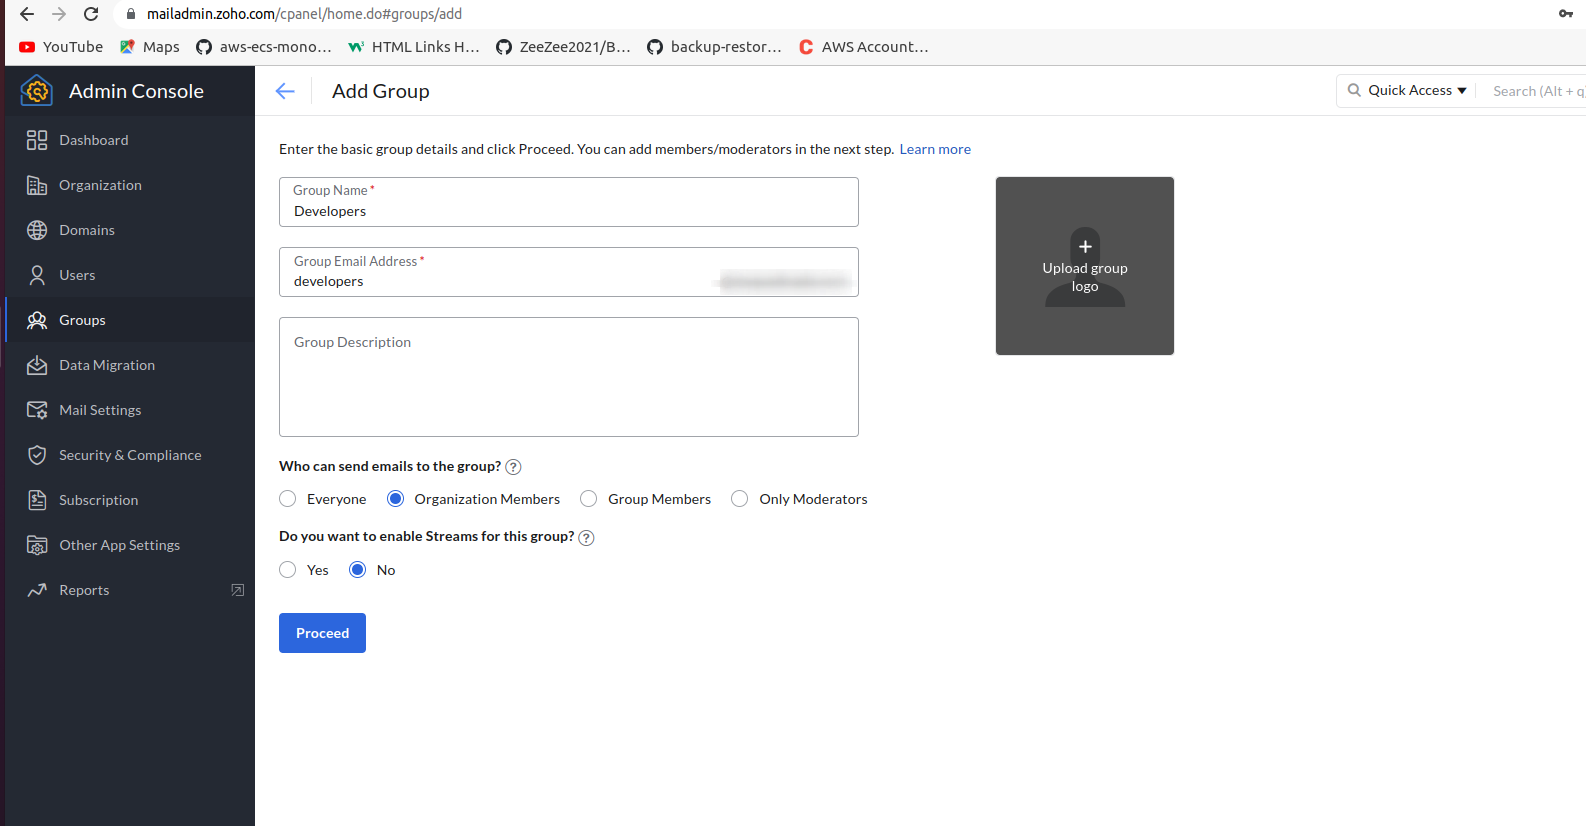 mailadmin.zoho.com/cpanel/home.do#groups/add
YouTube Maps aws-ecs-mono... HTML Links H... ZeeZee2021/B... backup-restor... AWS Account...
Admin Console
Add Group
Quick Access Search (Alt + q
Dashboard
Organization
Domains
Users
Groups
Data Migration
Mail Settings
Security & Compliance
Subscription
Other App Settings
Reports
Enter the basic group details and click Proceed. You can add members/moderators in the next step. Learn more
Group Name *
Developers
Group Email Address *
developers
Group Description
Upload group
logo
Who can send emails to the group? ?
Everyone Organization Members Group Members Only Moderators
Do you want to enable Streams for this group? ?
Yes No
Proceed